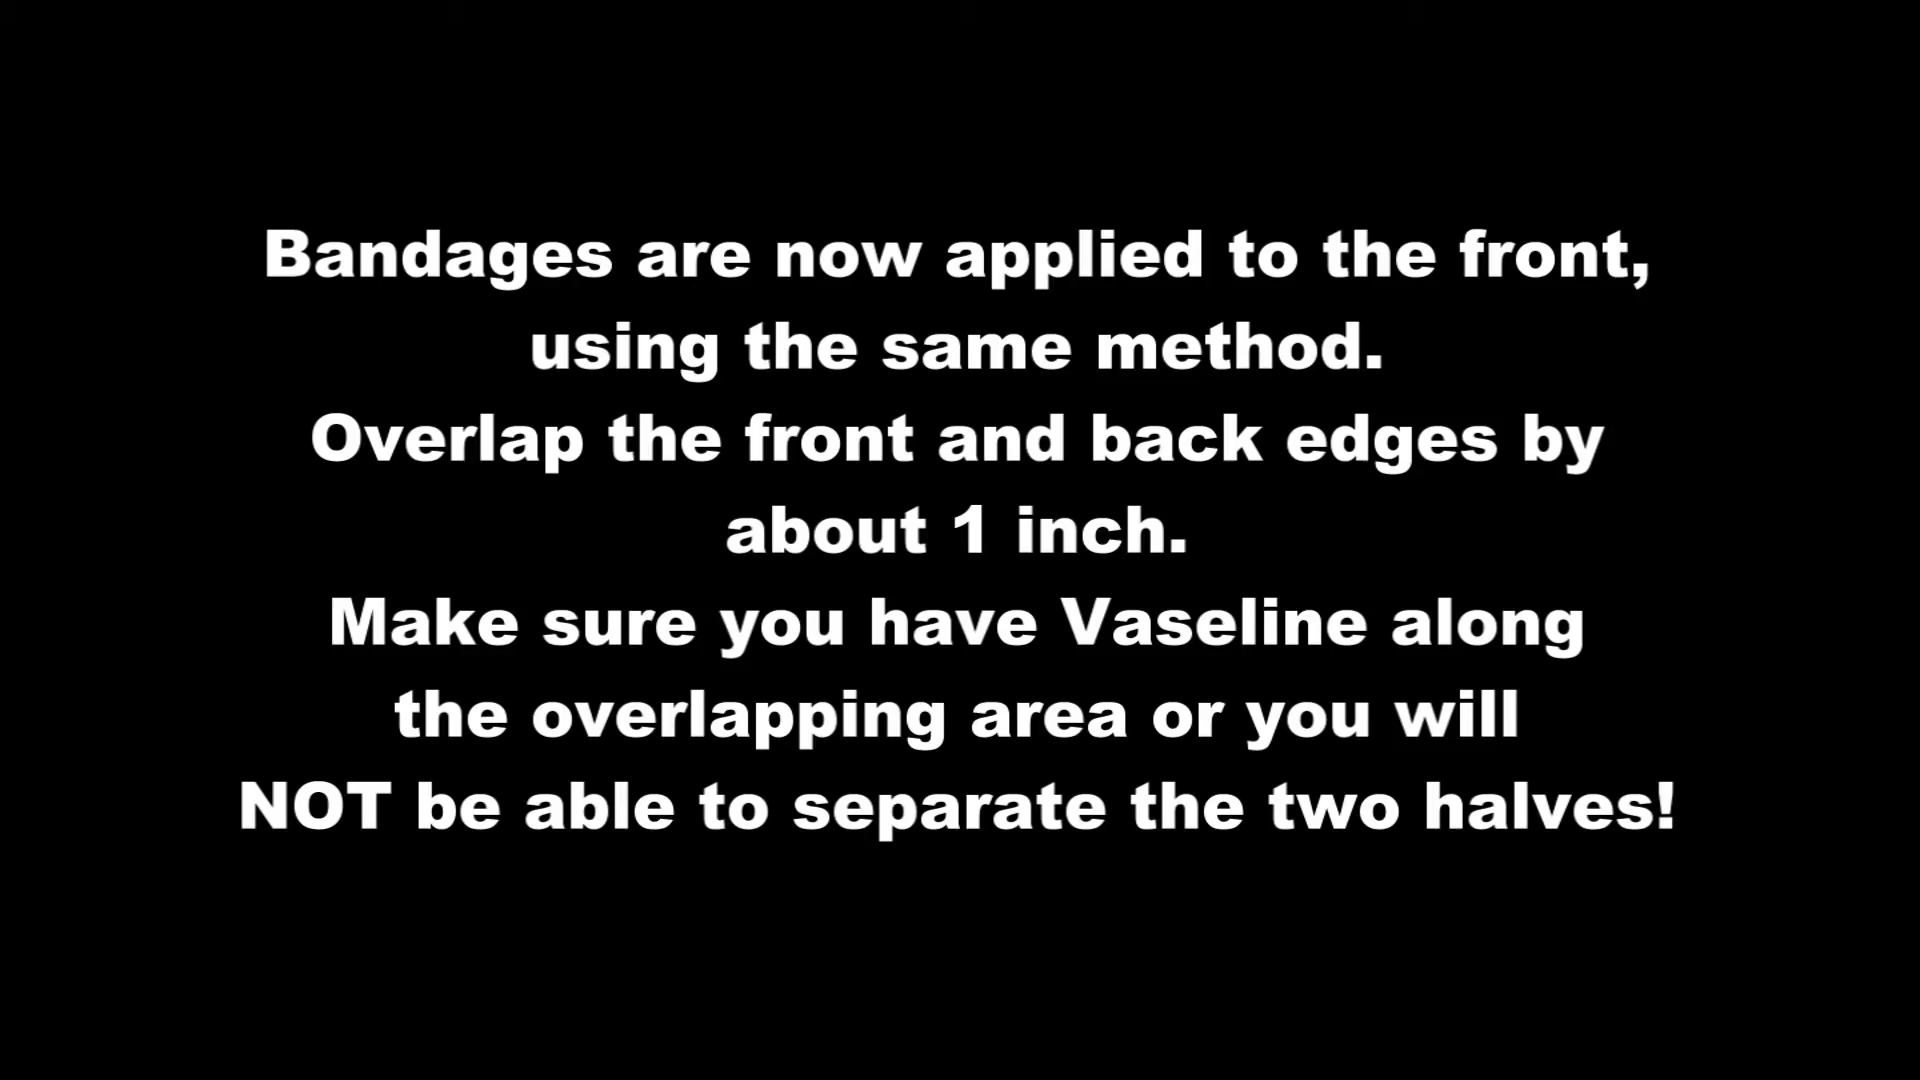 Bandages are now applied to the front,
using the same method.
Overlap the front and back edges by
about 1 inch.
Make sure you have Vaseline along
the overlapping area or you will
NOT be able to separate the two halves!